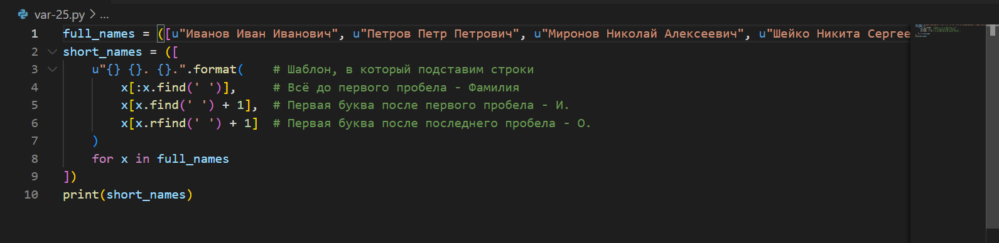 var-25.py > ...
1 full_names = ([u"Иванов Иван Иванович", u"Петров Петр Петрович", u"Миронов Николай Алексеевич", u"Шейко Никита Сергее
2 short_names = ([
3 u"{} {}. {}.".format( # Шаблон, в который подставим строки
4 x[:x.find(' ')], # Всё до первого пробела - Фамилия
5 x[x.find(' ') + 1], # Первая буква после первого пробела - И.
6 x[x.rfind(' ') + 1] # Первая буква после последнего пробела - О.
7 )
8 for x in full_names
9 ])
10 print(short_names)